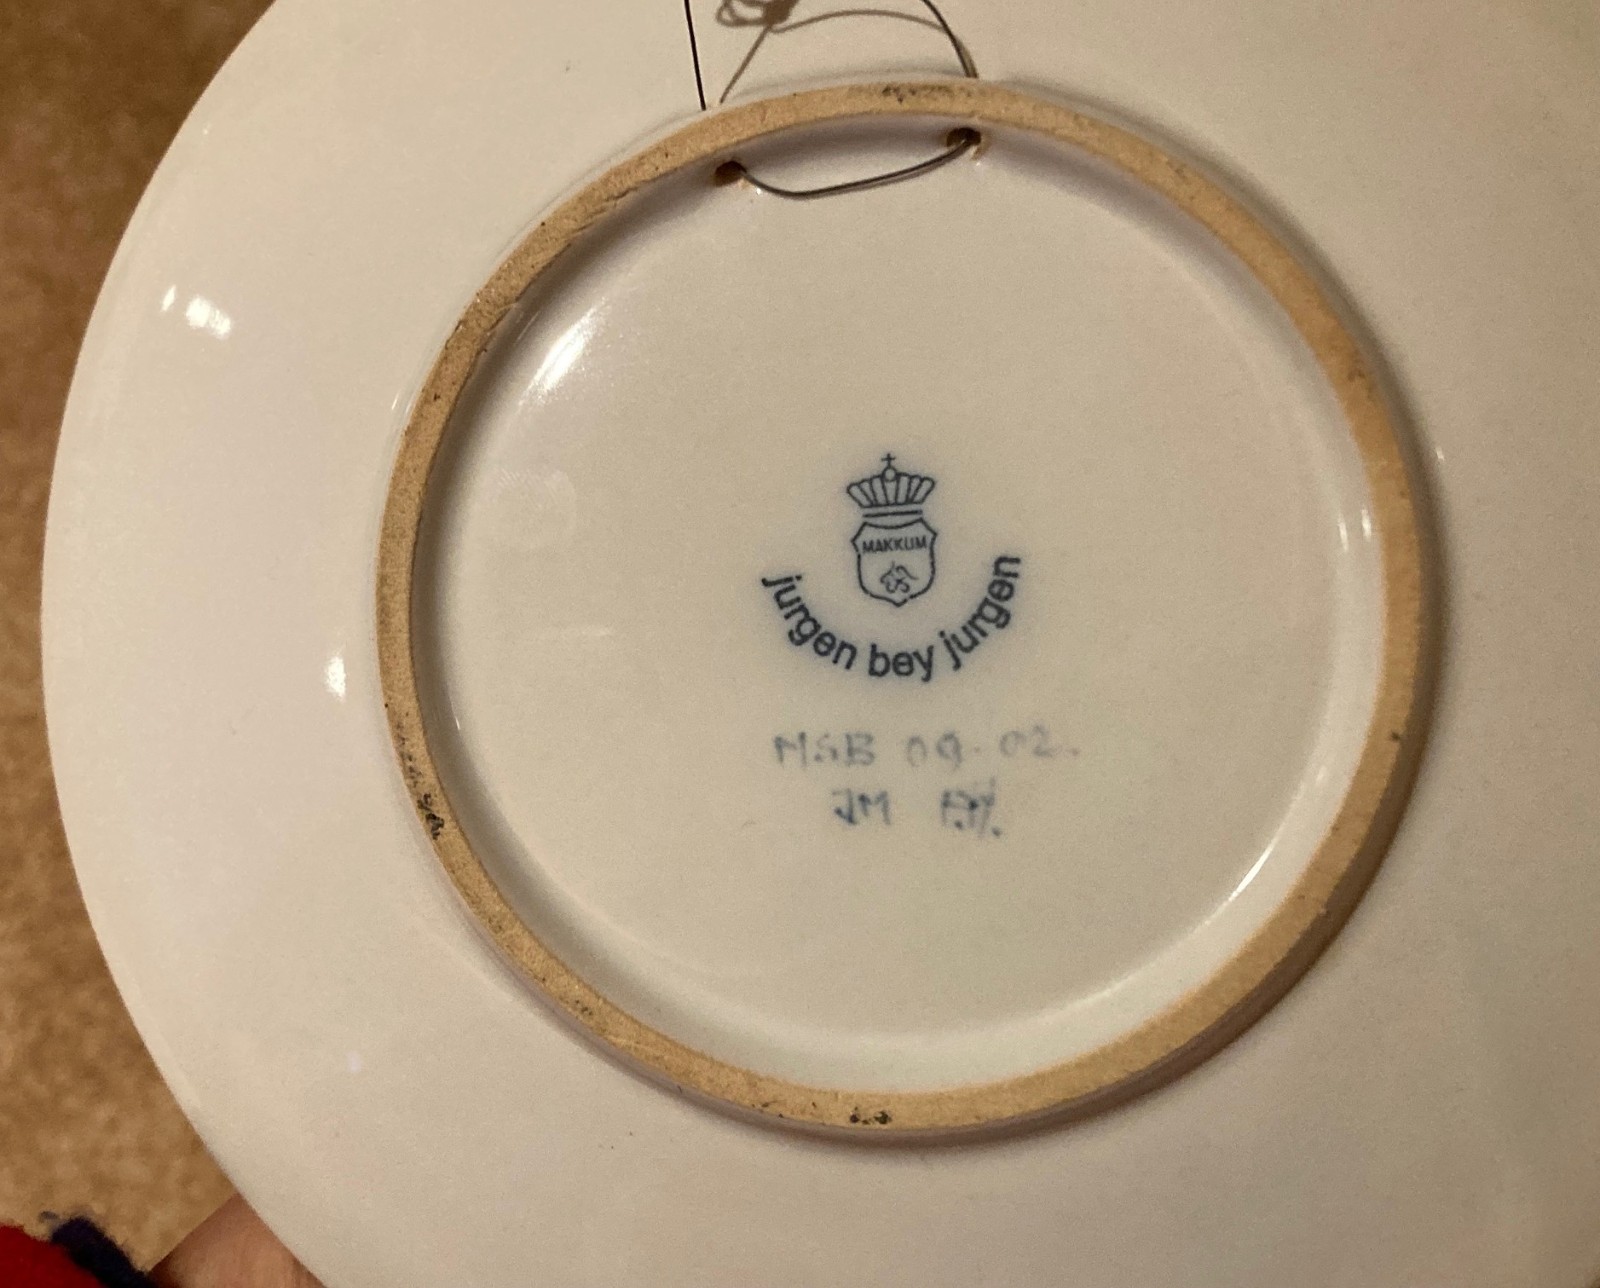 MAKKUM
jurgen bey jurgen
MSB 09-02.
JM